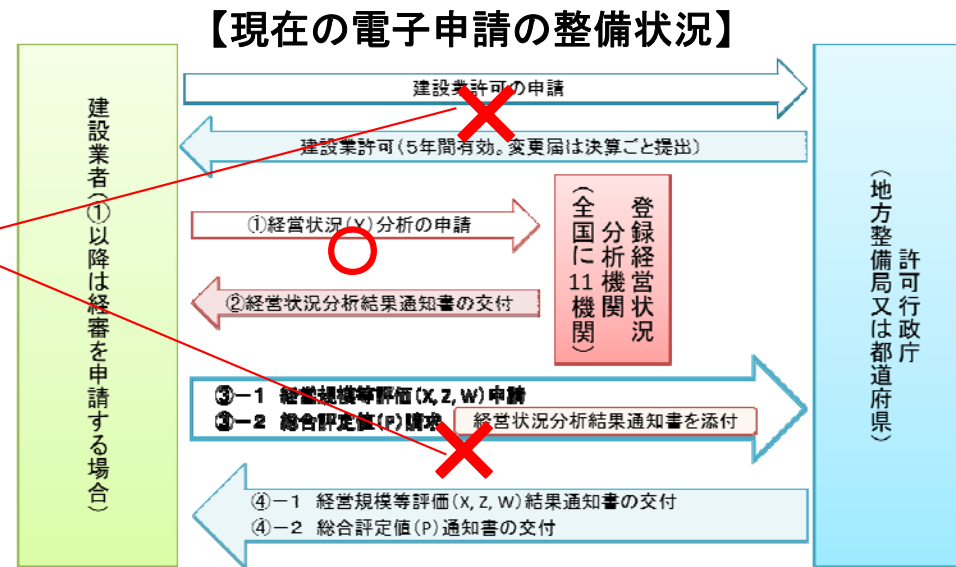 【現在の電子申請の整備状況】
建設業者（①以降は経審を申請する場合）
建設業許可の申請
建設業許可（5年間有効。変更届は決算ごと提出）
①経営状況（Y）分析の申請
②経営状況分析結果通知書の交付
登録経営状況
分析機関
（全国に11機関）
③－1 経営規模等評価（X, Z, W）申請
③－2 総合評定値（P）請求
経営状況分析結果通知書を添付
④－1 経営規模等評価（X, Z, W）結果通知書の交付
④－2 総合評定値（P）通知書の交付
許可行政庁
（地方整備局又は都道府県）